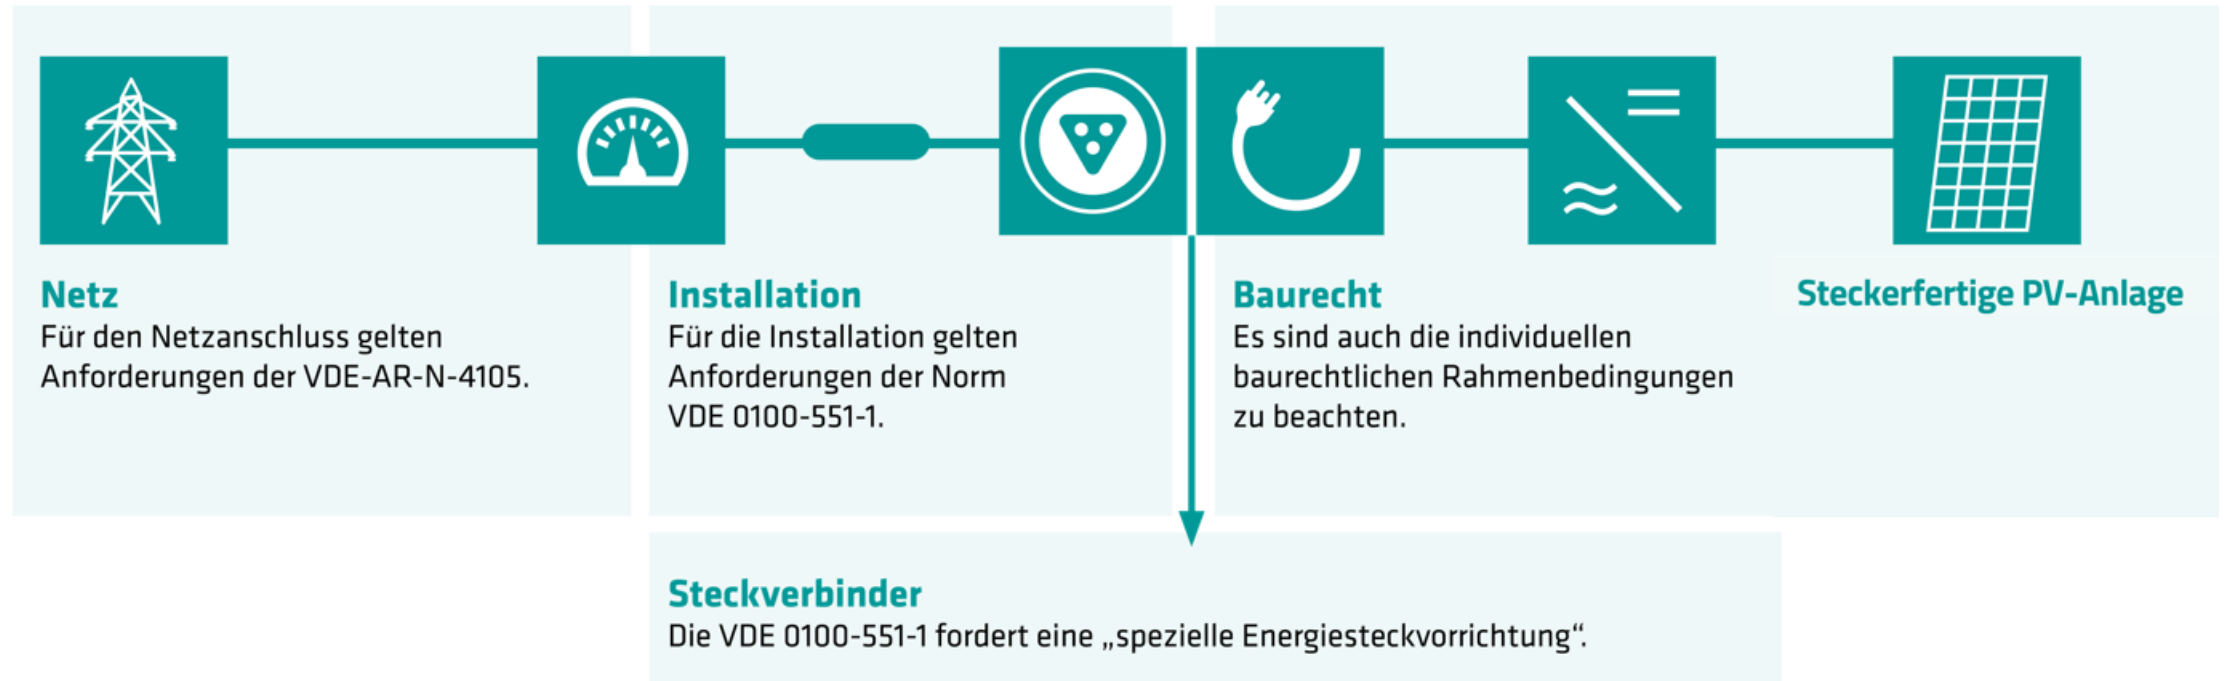 Netz
Für den Netzanschluss gelten
Anforderungen der VDE-AR-N-4105.
Installation
Für die Installation gelten
Anforderungen der Norm
VDE 0100-551-1.
Baurecht
Es sind auch die individuellen
baurechtlichen Rahmenbedingungen
zu beachten.
Steckerfertige PV-Anlage
Steckverbinder
Die VDE 0100-551-1 fordert eine „spezielle Energiesteckvorrichtung“.